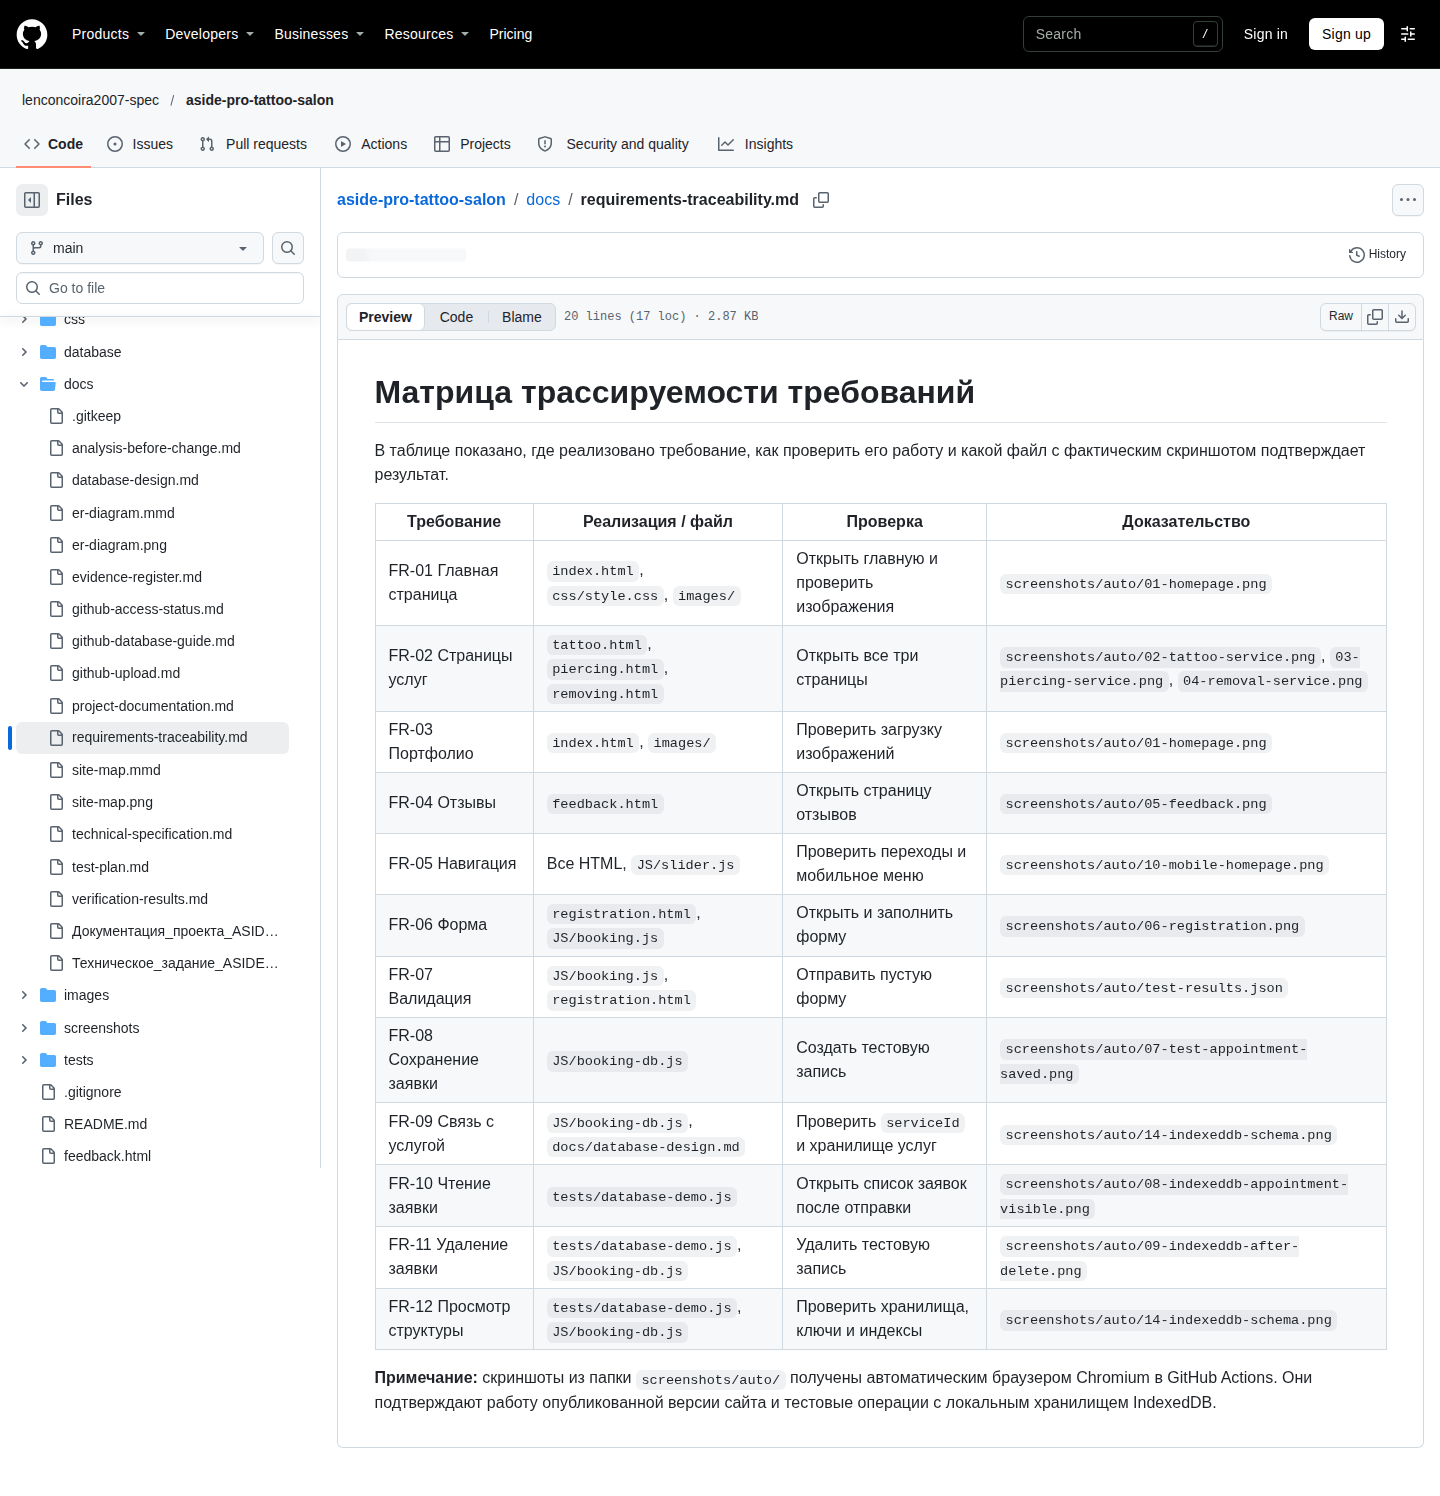 Products Developers Businesses Resources Pricing Search / Sign in Sign up
lenconcoira2007-spec / aside-pro-tattoo-salon
Code Issues Pull requests Actions Projects Security and quality Insights
Files
main
Go to file
css
database
docs
.gitkeep
analysis-before-change.md
database-design.md
er-diagram.mmd
er-diagram.png
evidence-register.md
github-access-status.md
github-database-guide.md
github-upload.md
project-documentation.md
requirements-traceability.md
site-map.mmd
site-map.png
technical-specification.md
test-plan.md
verification-results.md
Документация_проекта_ASID…
Техническое_задание_ASIDE…
images
screenshots
tests
.gitignore
README.md
feedback.html
aside-pro-tattoo-salon / docs / requirements-traceability.md
History
Preview Code Blame 20 lines (17 loc) · 2.87 KB Raw
Матрица трассируемости требований
В таблице показано, где реализовано требование, как проверить его работу и какой файл с фактическим скриншотом подтверждает
результат.
Требование Реализация / файл Проверка Доказательство
FR-01 Главная
страница
index.html,
css/style.css, images/
Открыть главную и
проверить
изображения
screenshots/auto/01-homepage.png
FR-02 Страницы
услуг
tattoo.html,
piercing.html,
removing.html
Открыть все три
страницы
screenshots/auto/02-tattoo-service.png, 03-
piercing-service.png, 04-removal-service.png
FR-03
Портфолио
index.html, images/
Проверить загрузку
изображений
screenshots/auto/01-homepage.png
FR-04 Отзывы
feedback.html
Открыть страницу
отзывов
screenshots/auto/05-feedback.png
FR-05 Навигация
Все HTML, JS/slider.js
Проверить переходы и
мобильное меню
screenshots/auto/10-mobile-homepage.png
FR-06 Форма
registration.html,
JS/booking.js
Открыть и заполнить
форму
screenshots/auto/06-registration.png
FR-07
Валидация
JS/booking.js,
registration.html
Отправить пустую
форму
screenshots/auto/test-results.json
FR-08
Сохранение
заявки
JS/booking-db.js
Создать тестовую
запись
screenshots/auto/07-test-appointment-
saved.png
FR-09 Связь с
услугой
JS/booking-db.js,
docs/database-design.md
Проверить serviceId
и хранилище услуг
screenshots/auto/14-indexeddb-schema.png
FR-10 Чтение
заявки
tests/database-demo.js
Открыть список заявок
после отправки
screenshots/auto/08-indexeddb-appointment-
visible.png
FR-11 Удаление
заявки
tests/database-demo.js,
JS/booking-db.js
Удалить тестовую
запись
screenshots/auto/09-indexeddb-after-
delete.png
FR-12 Просмотр
структуры
tests/database-demo.js,
JS/booking-db.js
Проверить хранилища,
ключи и индексы
screenshots/auto/14-indexeddb-schema.png
Примечание: скриншоты из папки screenshots/auto/ получены автоматическим браузером Chromium в GitHub Actions. Они
подтверждают работу опубликованной версии сайта и тестовые операции с локальным хранилищем IndexedDB.